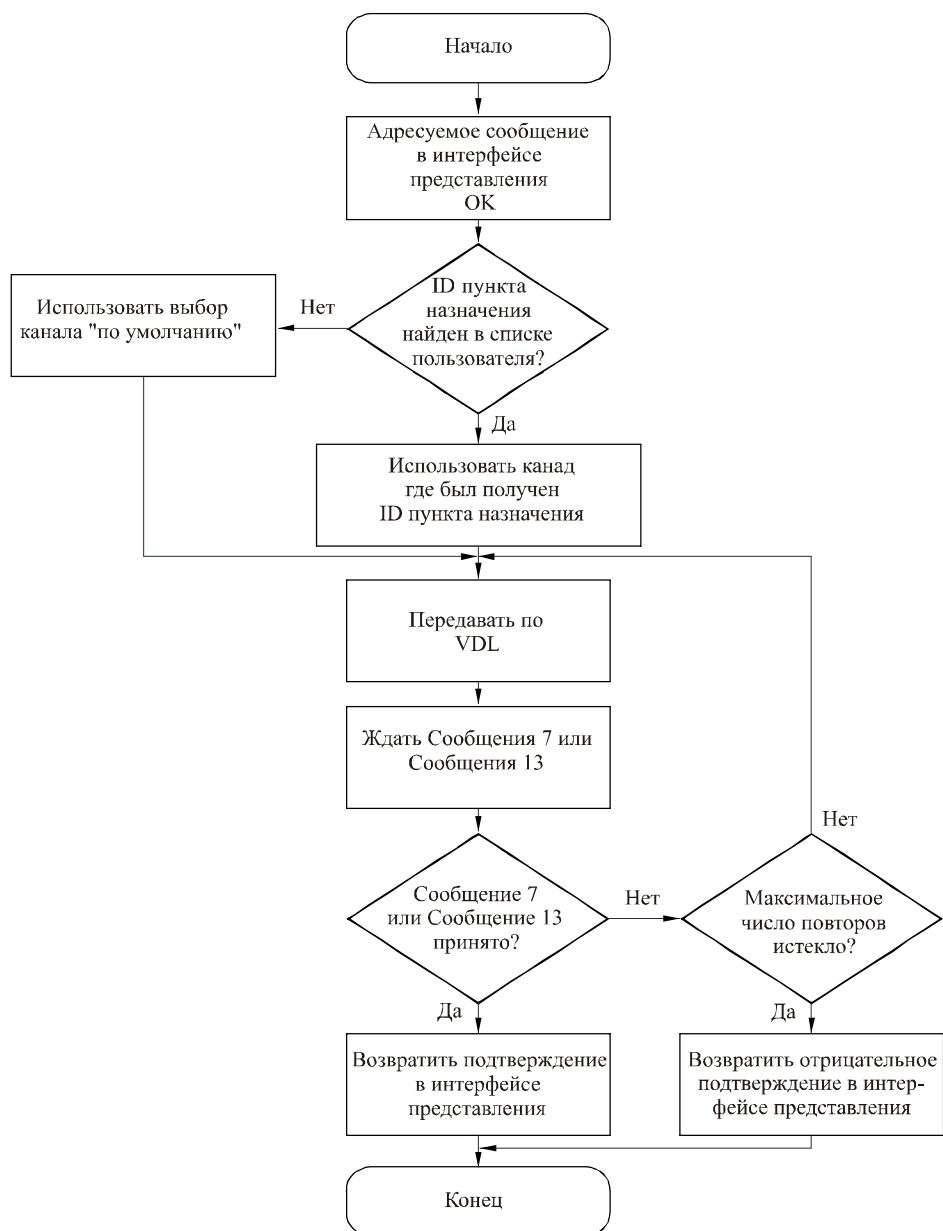 Начало
Адресуемое сообщение
в интерфейсе
представления
OK
ID пункта
назначения
найден в списке
пользователя?
Нет
Использовать выбор
канала "по умолчанию"
Да
Использовать канад
где был получен
ID пункта назначения
Передавать по
VDL
Ждать Сообщения 7 или
Сообщения 13
Сообщение 7
или Сообщение 13
принято?
Нет
Максимальное
число повторов
истекло?
Нет
Да
Да
Возвратить подтверждение
в интерфейсе
представления
Возвратить отрицательное
подтверждение в интер-
фейсе представления
Конец